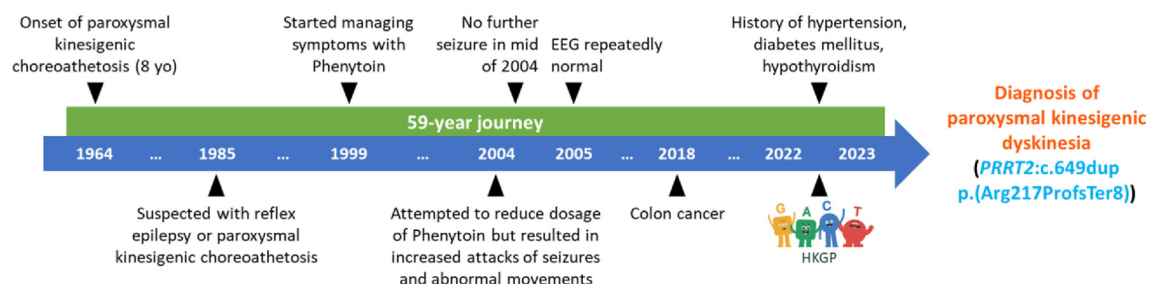 Onset of paroxysmal
kinesigenic
choreoathetosis (8 yo)
Started managing
symptoms with
Phenytoin
No further
seizure in mid
of 2004
EEG repeatedly
normal
History of hypertension,
diabetes mellitus,
hypothyroidism
59-year journey
1964 ... 1985 ... 1999 ... 2004 2005 ... 2018 ... 2022 2023
Suspected with reflex
epilepsy or paroxysmal
kinesigenic choreoathetosis
Attempted to reduce dosage
of Phenytoin but resulted in
increased attacks of seizures
and abnormal movements
Colon cancer
G A C T
HKGP
Diagnosis of
paroxysmal kinesigenic
dyskinesia
(PRRT2:c.649dup
p.(Arg217ProfsTer8))